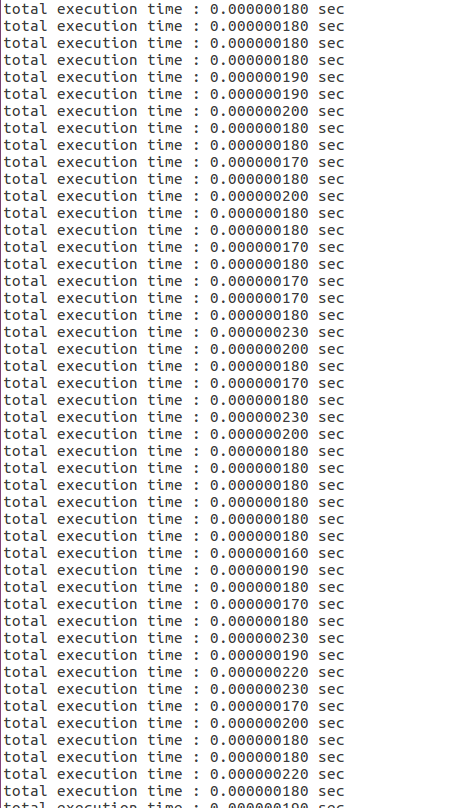 total execution time : 0.000000180 sec
total execution time : 0.000000180 sec
total execution time : 0.000000180 sec
total execution time : 0.000000180 sec
total execution time : 0.000000190 sec
total execution time : 0.000000190 sec
total execution time : 0.000000200 sec
total execution time : 0.000000180 sec
total execution time : 0.000000180 sec
total execution time : 0.000000170 sec
total execution time : 0.000000180 sec
total execution time : 0.000000200 sec
total execution time : 0.000000180 sec
total execution time : 0.000000180 sec
total execution time : 0.000000170 sec
total execution time : 0.000000180 sec
total execution time : 0.000000170 sec
total execution time : 0.000000170 sec
total execution time : 0.000000180 sec
total execution time : 0.000000230 sec
total execution time : 0.000000200 sec
total execution time : 0.000000180 sec
total execution time : 0.000000170 sec
total execution time : 0.000000180 sec
total execution time : 0.000000230 sec
total execution time : 0.000000200 sec
total execution time : 0.000000180 sec
total execution time : 0.000000180 sec
total execution time : 0.000000180 sec
total execution time : 0.000000180 sec
total execution time : 0.000000180 sec
total execution time : 0.000000180 sec
total execution time : 0.000000160 sec
total execution time : 0.000000190 sec
total execution time : 0.000000180 sec
total execution time : 0.000000170 sec
total execution time : 0.000000180 sec
total execution time : 0.000000230 sec
total execution time : 0.000000190 sec
total execution time : 0.000000220 sec
total execution time : 0.000000230 sec
total execution time : 0.000000170 sec
total execution time : 0.000000200 sec
total execution time : 0.000000180 sec
total execution time : 0.000000180 sec
total execution time : 0.000000220 sec
total execution time : 0.000000180 sec
total execution time : 0.000000190 sec